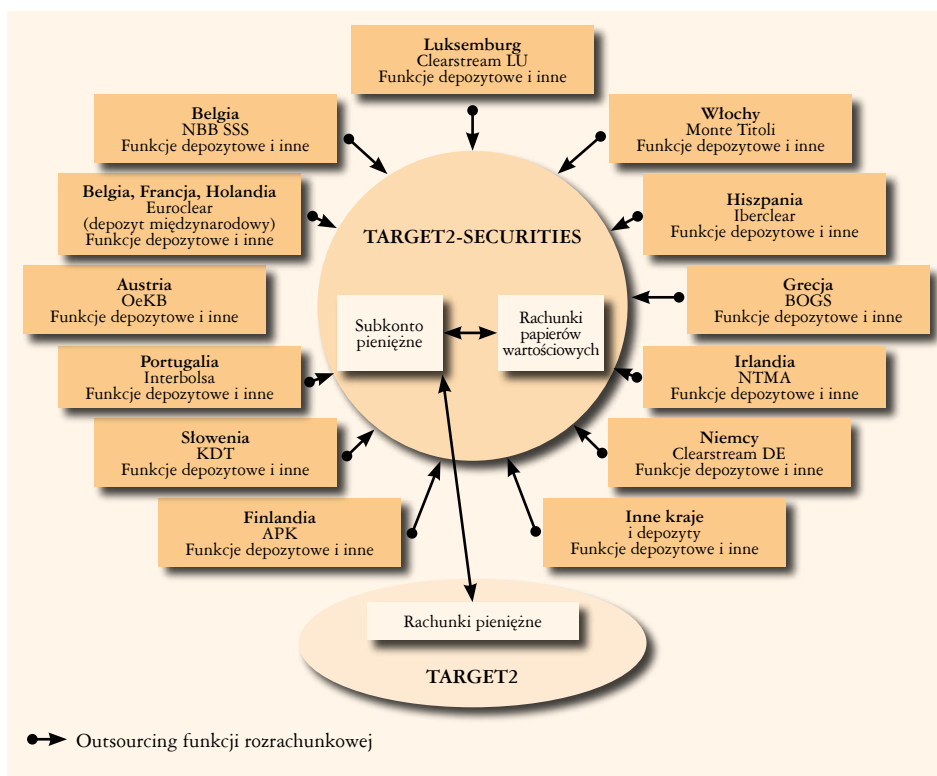 Luksemburg
Clearstream LU
Funkcje depozytowe i inne
Belgia
NBB SSS
Funkcje depozytowe i inne
Włochy
Monte Titoli
Funkcje depozytowe i inne
Belgia, Francja, Holandia
Euroclear
(depozyt międzynarodowy)
Funkcje depozytowe i inne
Hiszpania
Iberclear
Funkcje depozytowe i inne
TARGET2-SECURITIES
Austria
OeKB
Funkcje depozytowe i inne
Grecja
BOGS
Funkcje depozytowe i inne
Subkonto
pieniężne
Rachunki
papierów
wartościowych
Portugalia
Interbolsa
Funkcje depozytowe i inne
Irlandia
NTMA
Funkcje depozytowe i inne
Słowenia
KDT
Funkcje depozytowe i inne
Niemcy
Clearstream DE
Funkcje depozytowe i inne
Finlandia
APK
Funkcje depozytowe i inne
Inne kraje
i depozyty
Funkcje depozytowe i inne
Rachunki pieniężne
TARGET2
Outsourcing funkcji rozrachunkowej